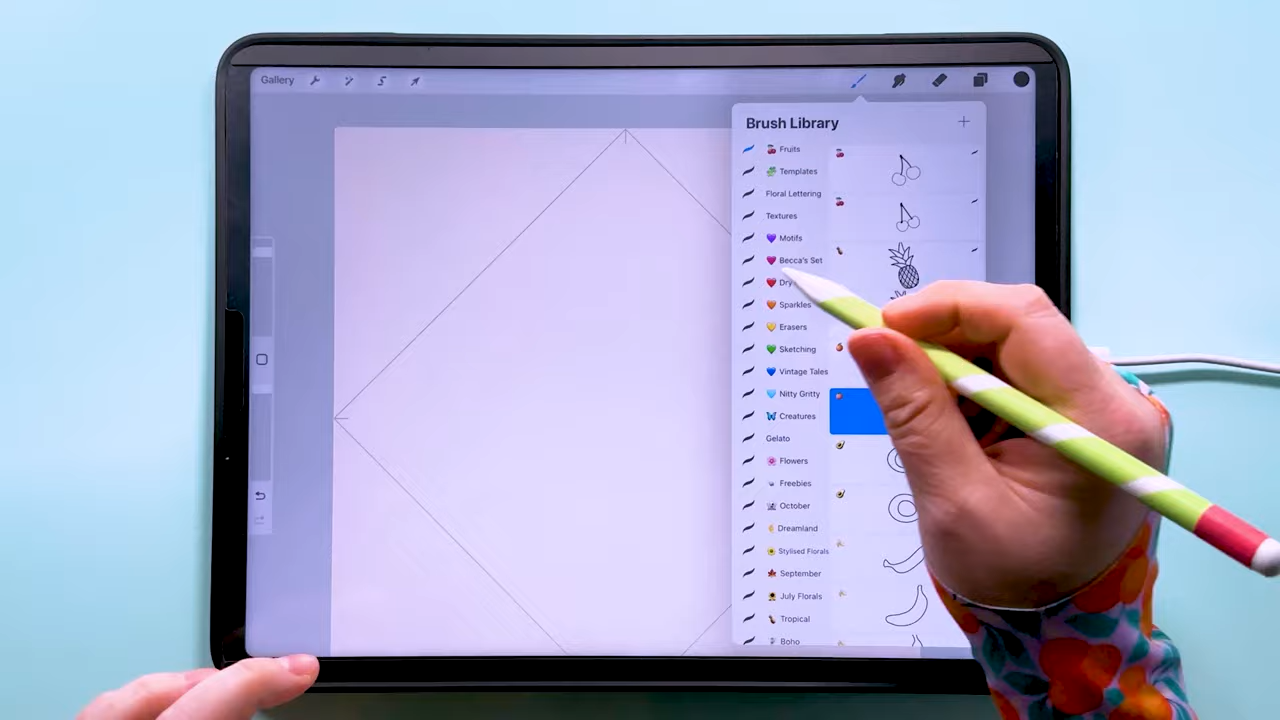 Gallery
Brush Library
Fruits
Templates
Floral Lettering
Textures
Motifs
Becca's Set
Dry
Sparkles
Erasers
Sketching
Vintage Tales
Nitty Gritty
Creatures
Gelato
Flowers
Freebies
October
Dreamland
Stylised Florals
September
July Florals
Tropical
Boho